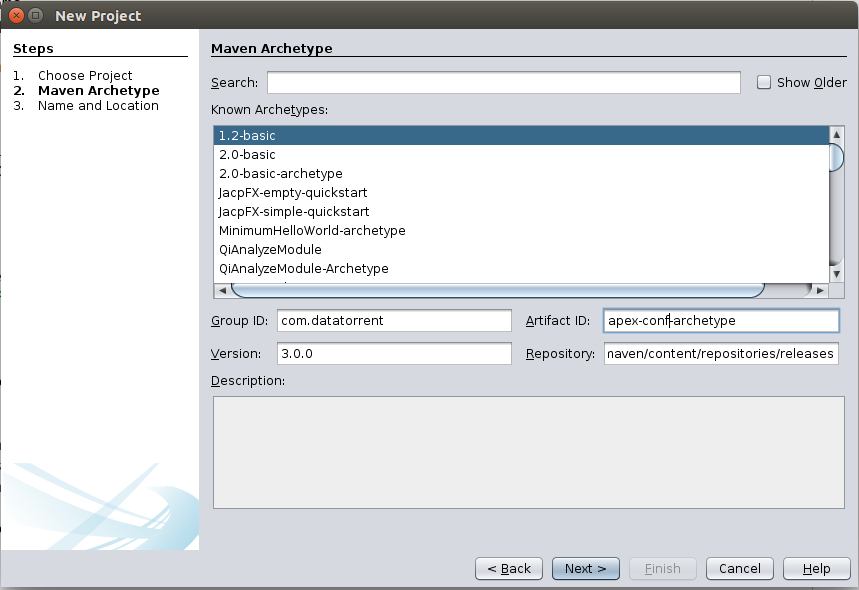 New Project
Steps
1. Choose Project
2. Maven Archetype
3. Name and Location
Maven Archetype
Search:
Show Older
Known Archetypes:
1.2-basic
2.0-basic
2.0-basic-archetype
JacpFX-empty-quickstart
JacpFX-simple-quickstart
MinimumHelloWorld-archetype
QiAnalyzeModule
QiAnalyzeModule-Archetype
Group ID: com.datatorrent Artifact ID: apex-conf-archetype
Version: 3.0.0 Repository: naven/content/repositories/releases
Description:
< Back Next > Finish Cancel Help